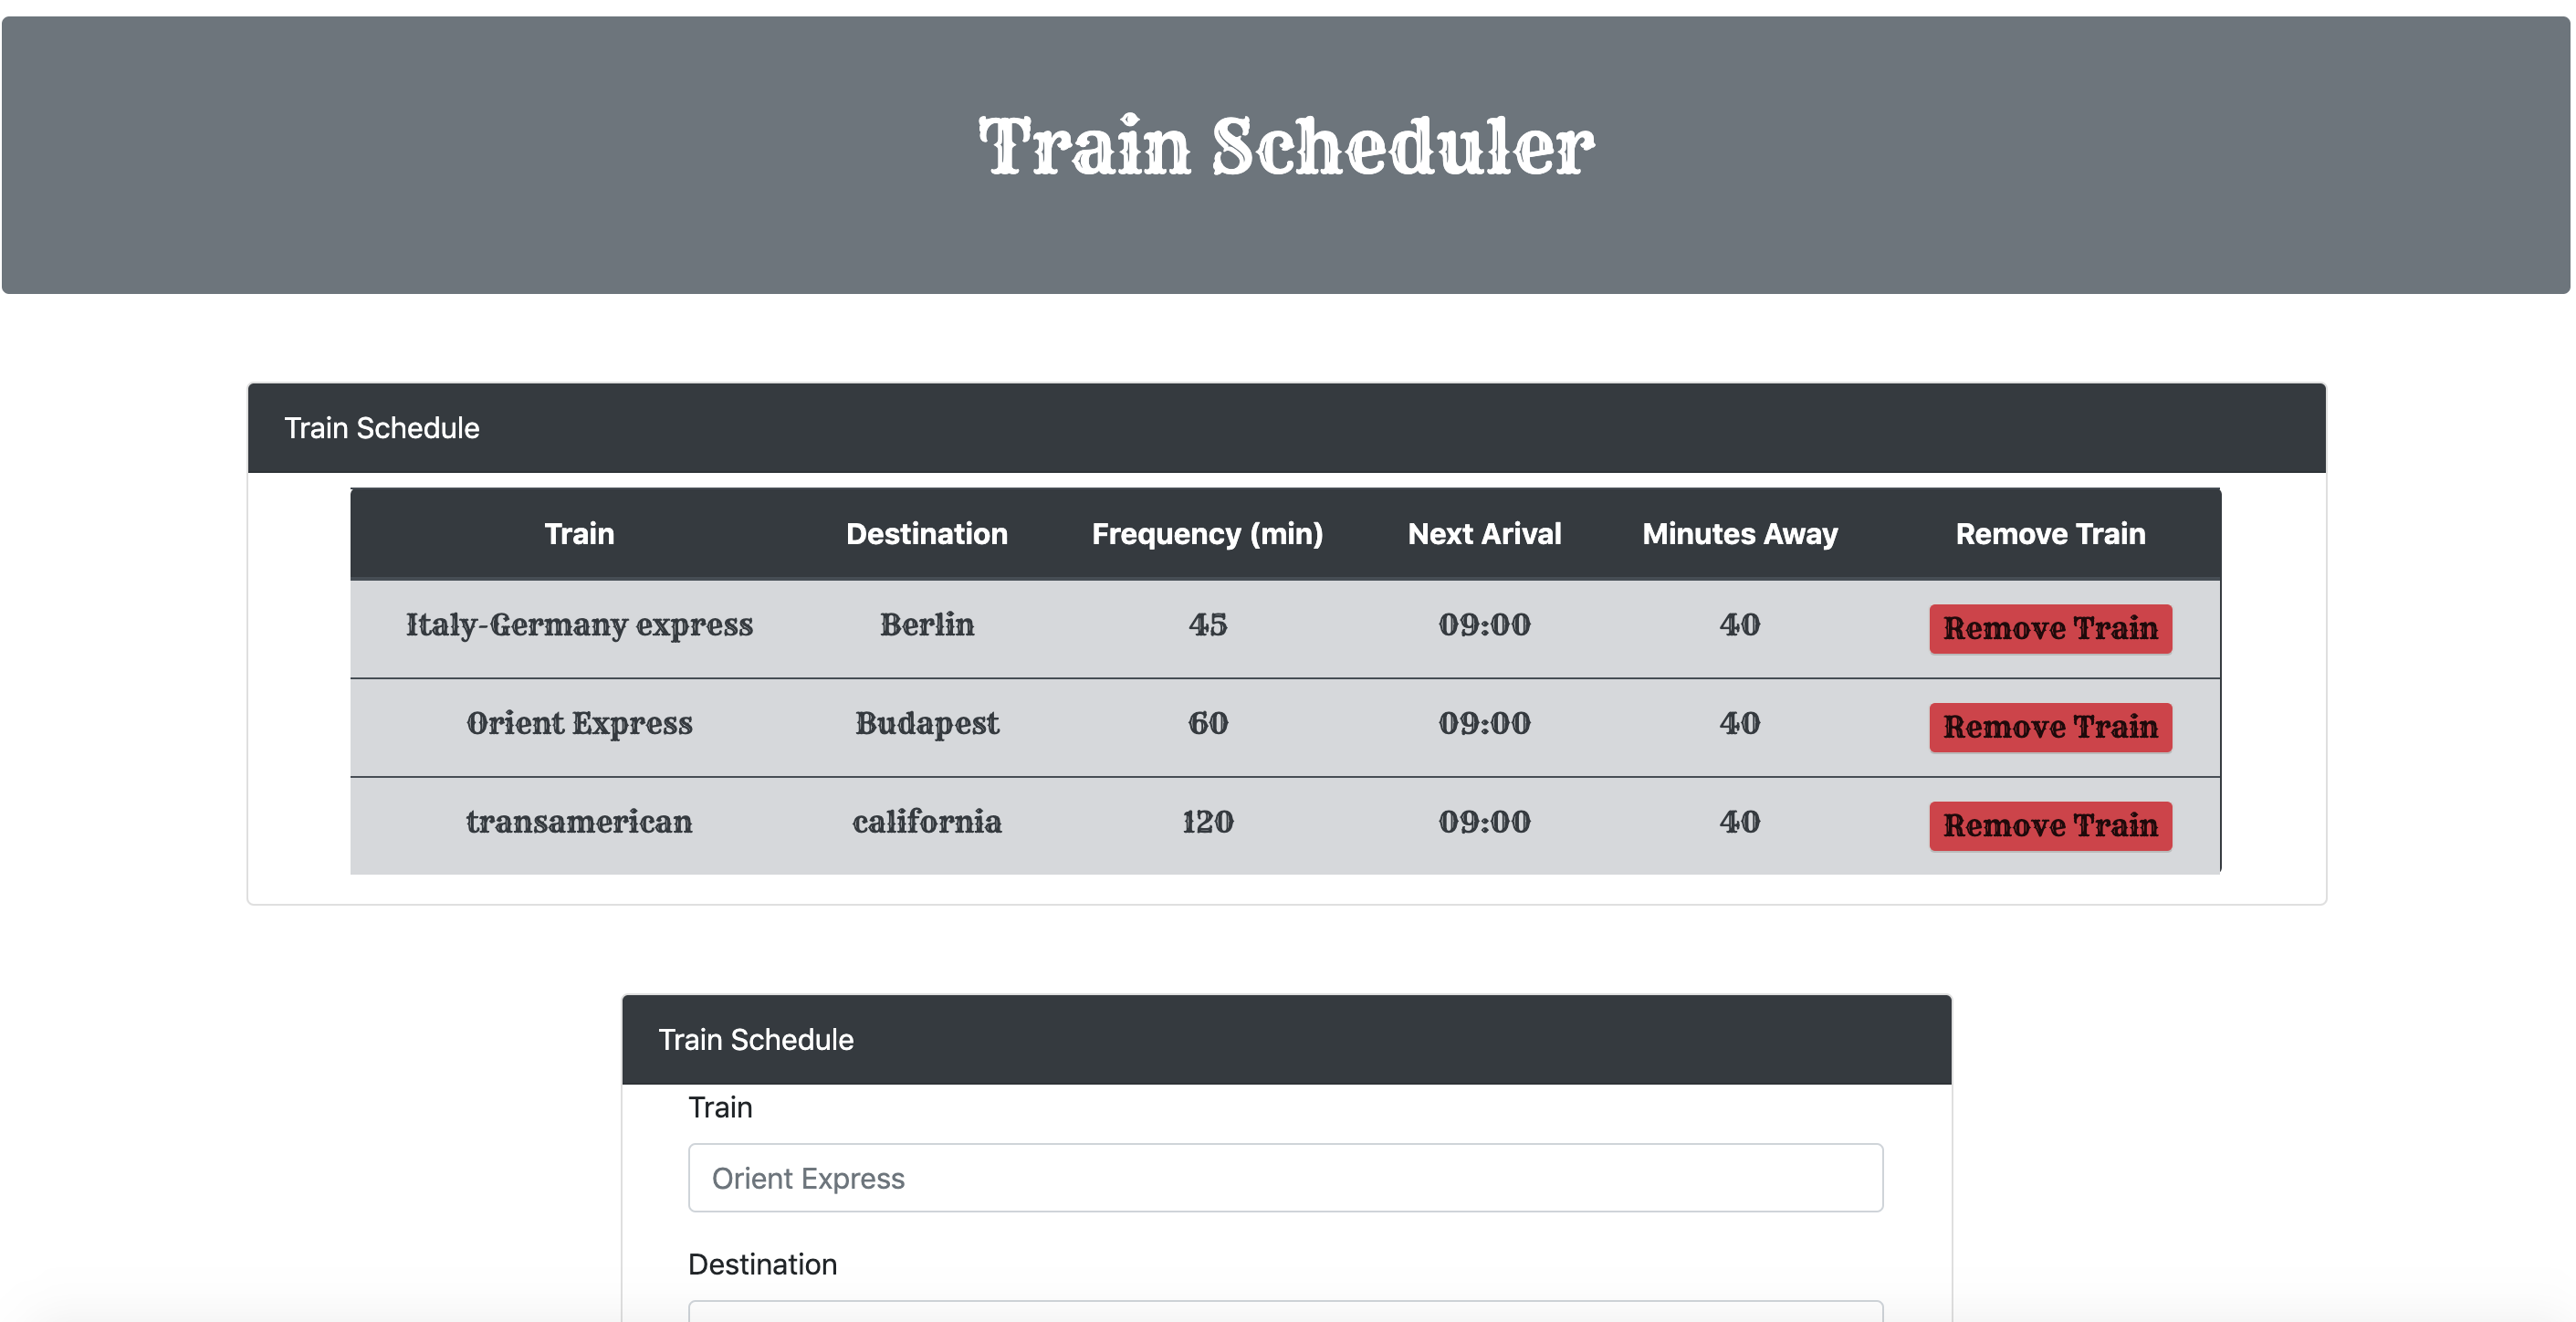 Train Scheduler
Train Schedule
Train Destination Frequency (min) Next Arival Minutes Away Remove Train
Italy-Germany express Berlin 45 09:00 40 Remove Train
Orient Express Budapest 60 09:00 40 Remove Train
transamerican california 120 09:00 40 Remove Train
Train Schedule
Train
Orient Express
Destination